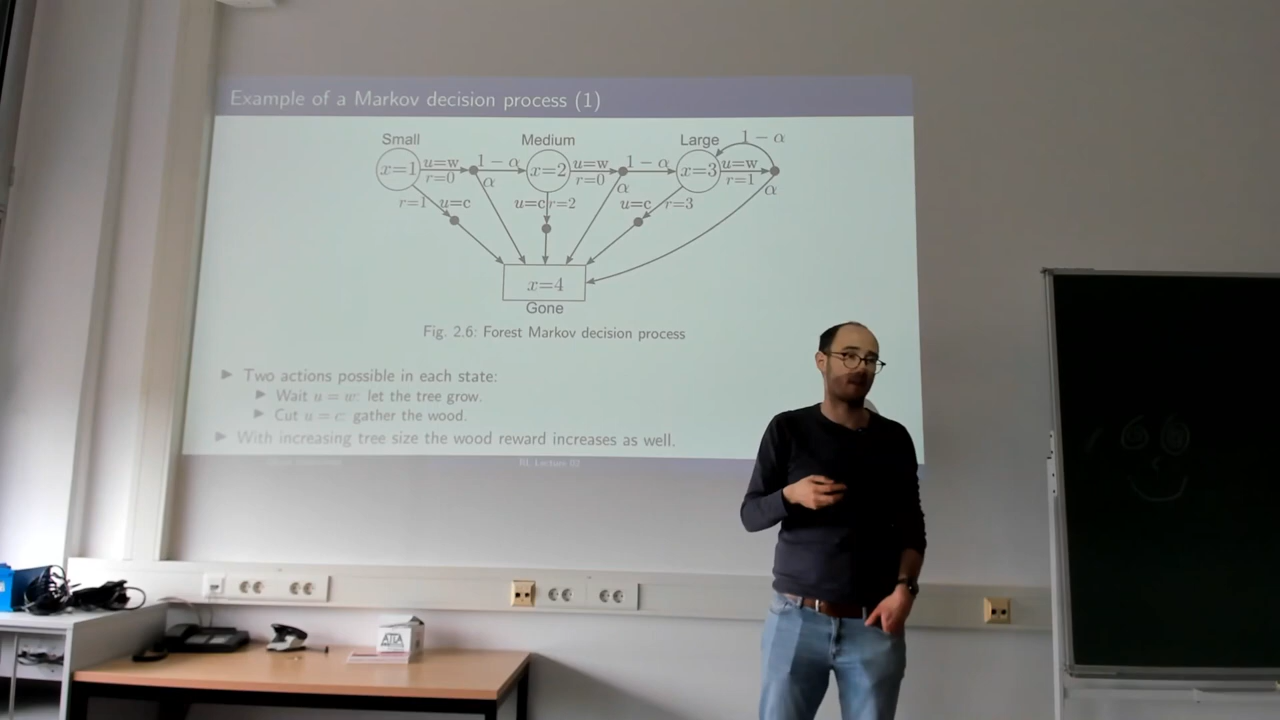 Example of a Markov decision process (1)
Small Medium Large 1 − α
x=1 u=w r=0 1−α α x=2 u=w r=0 1−α α x=3 u=w r=1 α
r=1 u=c u=c r=2 u=c r=3
x=4
Gone
Fig. 2.6: Forest Markov decision process
Two actions possible in each state:
Wait u = w: let the tree grow.
Cut u = c: gather the wood.
With increasing tree size the wood reward increases as well.
RL Lecture 03